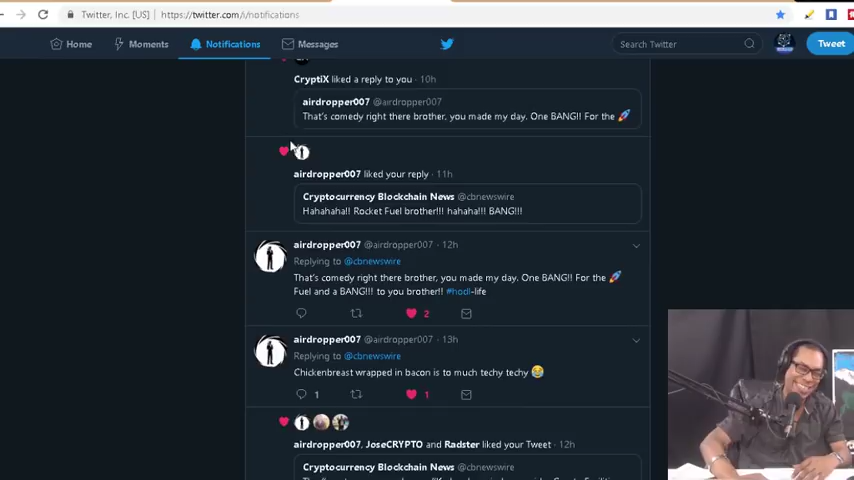 Twitter, Inc. [US] https://twitter.com/i/notifications
Home Moments Notifications Messages Search Twitter Tweet
CryptiX liked a reply to you · 10h
airdropper007 @airdropper007
That's comedy right there brother, you made my day. One BANG!! For the 🚀
airdropper007 liked your reply · 11h
Cryptocurrency Blockchain News @cbnewswire
Hahahaha!! Rocket Fuel brother!!! hahaha!!! BANG!!!
airdropper007 @airdropper007 · 12h
Replying to @cbnewswire
That's comedy right there brother, you made my day. One BANG!! For the 🚀
Fuel and a BANG!!! to you brother!! #hodl-life
2
airdropper007 @airdropper007 · 13h
Replying to @cbnewswire
Chickenbreast wrapped in bacon is to much techy techy 😂
1 1
airdropper007, JoseCRYPTO and Radster liked your Tweet · 12h
Cryptocurrency Blockchain News @cbnewswire